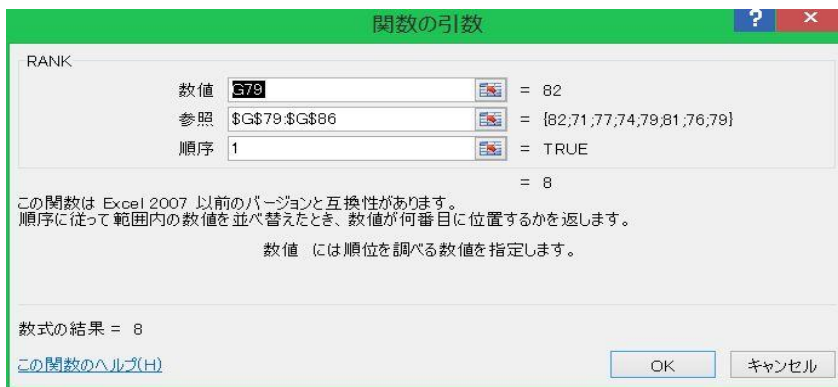 関数の引数
? ×
RANK
数値 G79 = 82
参照 $G$79:$G$86 = {82;71;77;74;79;81;76;79}
順序 1 = TRUE
= 8
この関数は Excel 2007 以前のバージョンと互換性があります。
順序に従って範囲内の数値を並べ替えたとき、数値が何番目に位置するかを返します。
数値 には順位を調べる数値を指定します。
数式の結果 = 8
この関数のヘルプ(H) OK キャンセル